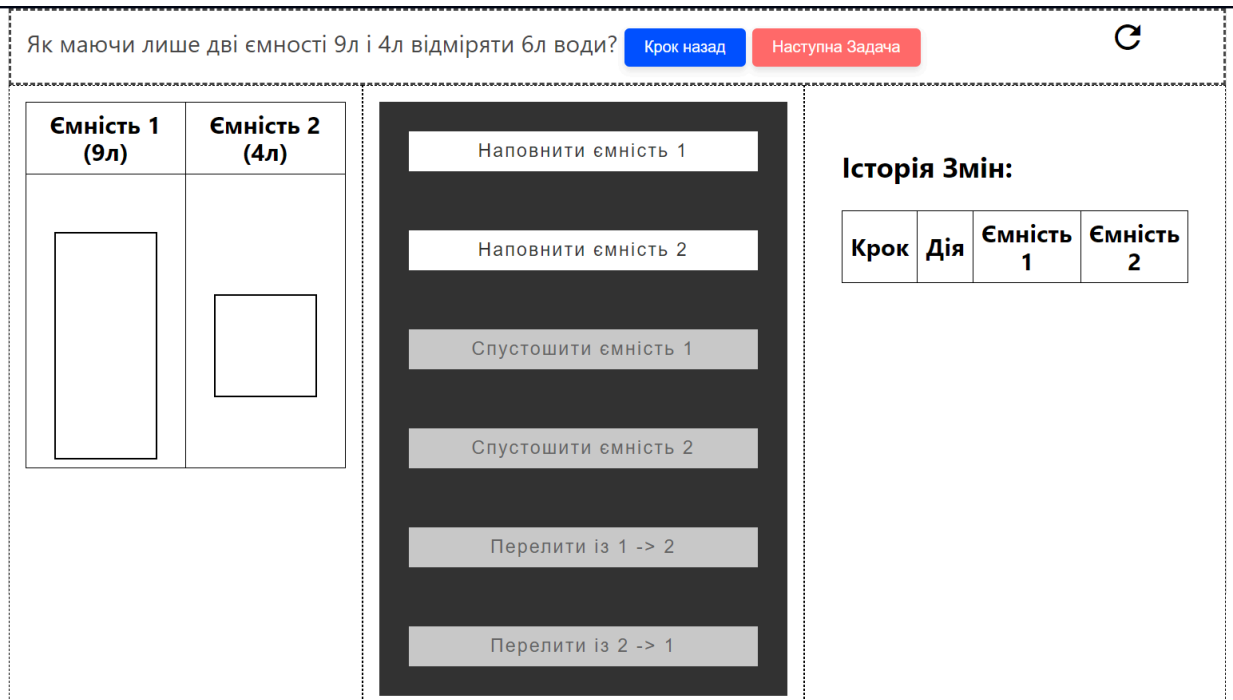 Як маючи лише дві ємності 9л і 4л відміряти 6л води? Крок назад Наступна Задача
Ємність 1
(9л)
Ємність 2
(4л)
Наповнити ємність 1
Наповнити ємність 2
Спустошити ємність 1
Спустошити ємність 2
Перелити із 1 -> 2
Перелити із 2 -> 1
Історія Змін:
Крок Дія Ємність 1 Ємність 2